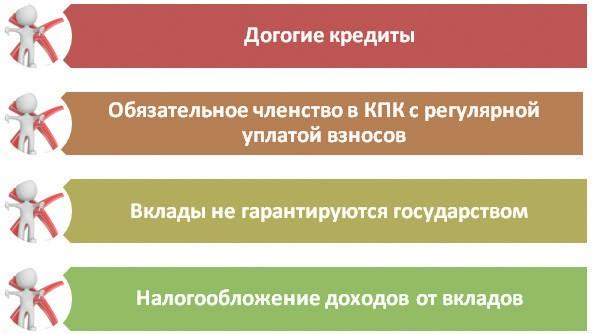 Догогие кредиты
Обязательное членство в КПК с регулярной
уплатой взносов
Вклады не гарантируются государством
Налогообложение доходов от вкладов